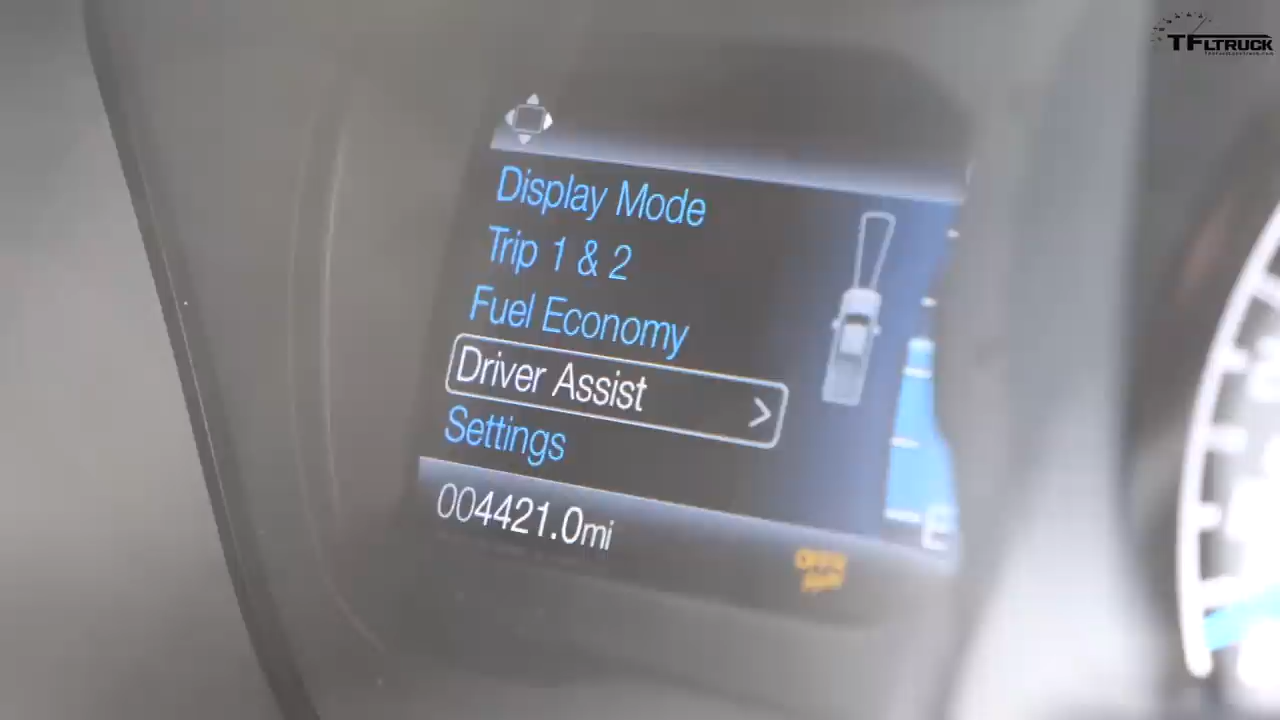 TFLTRUCK
Display Mode
Trip 1 & 2
Fuel Economy
Driver Assist
Settings
004421.0mi
E